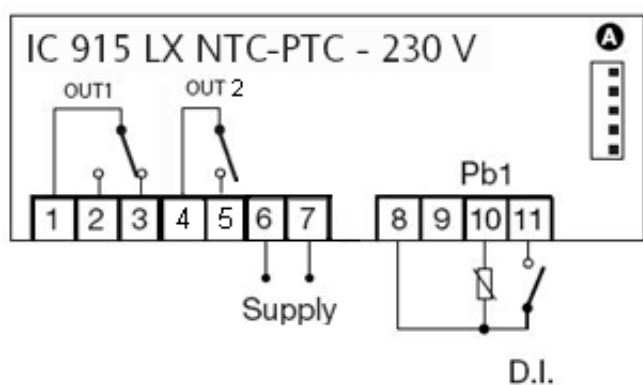 IC 915 LX NTC-PTC - 230 V
A
OUT1 OUT 2
Pb1
1 2 3 4 5 6 7 8 9 10 11
Supply
D.I.